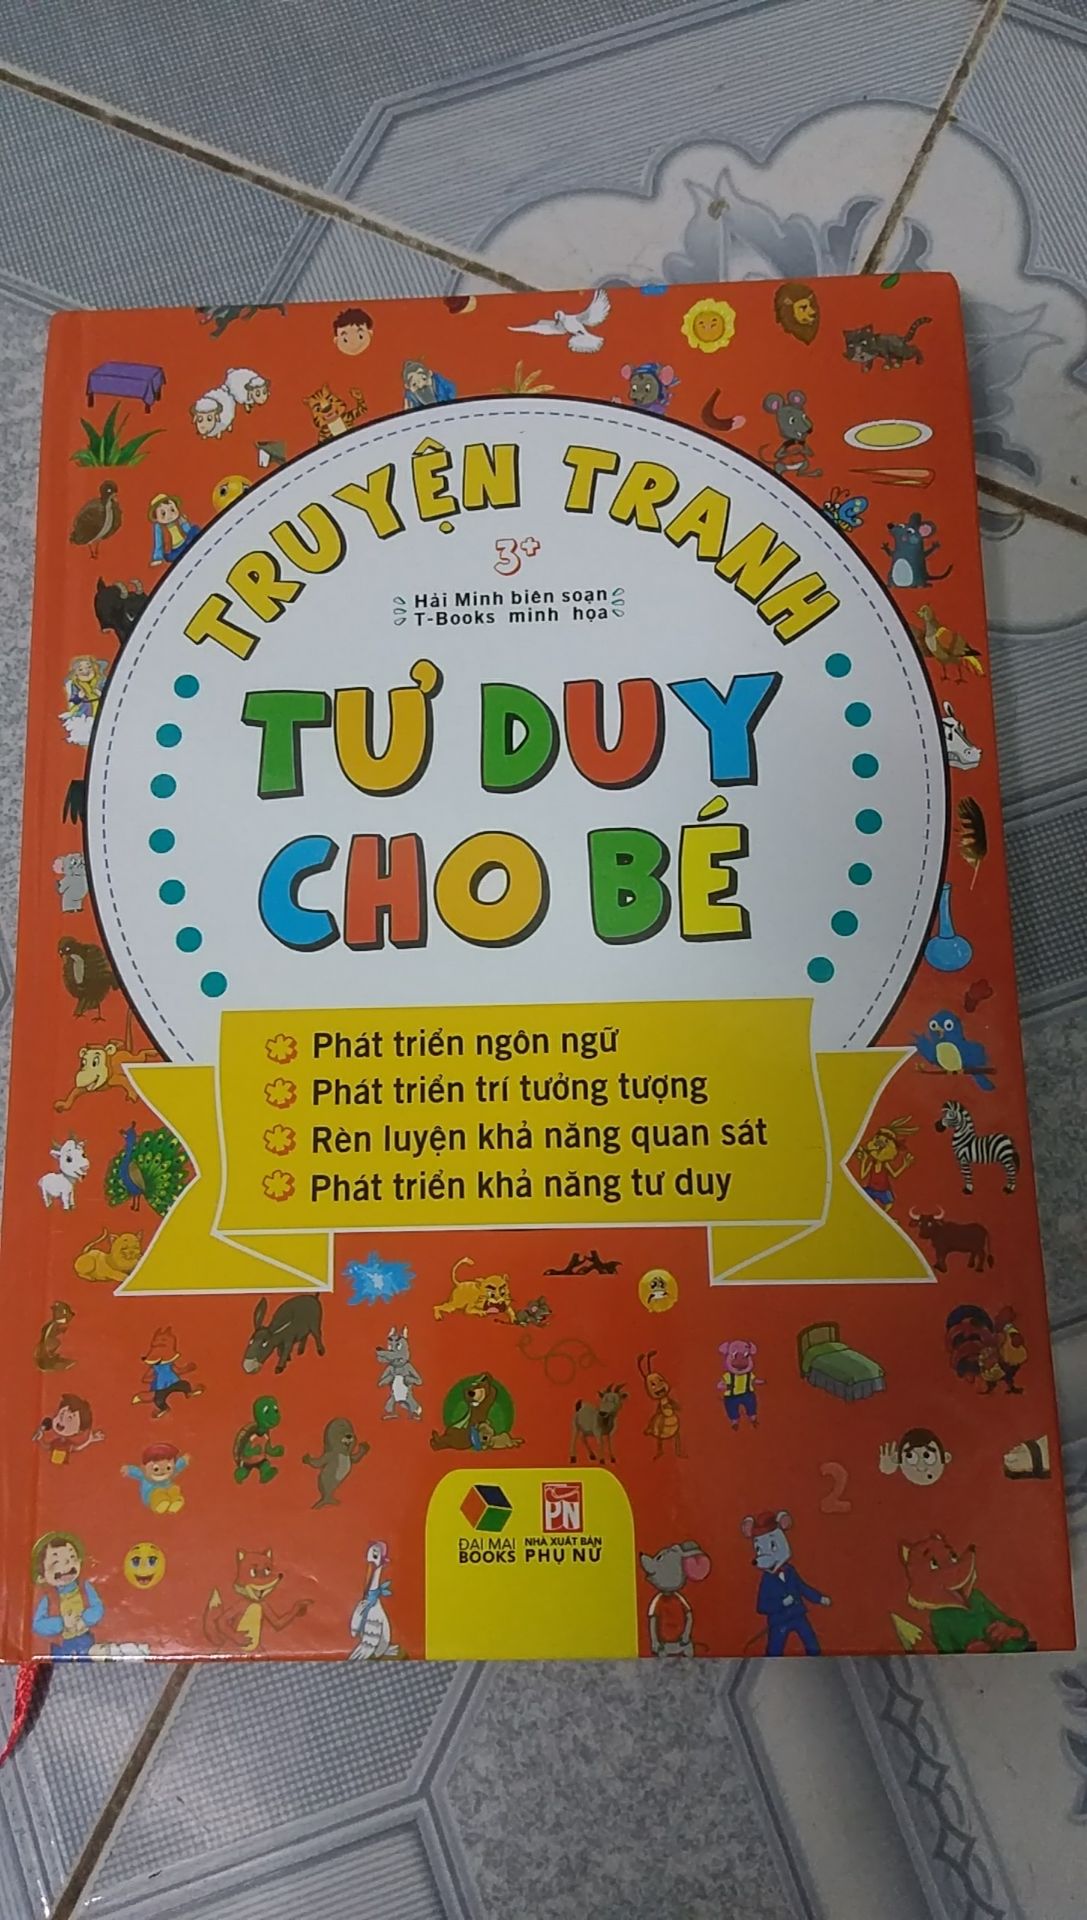 TRUYỆN TRANH
3+
Hải Minh biên soạn
T-Books minh họa
TƯ DUY
CHO BÉ
Phát triển ngôn ngữ
Phát triển trí tưởng tượng
Rèn luyện khả năng quan sát
Phát triển khả năng tư duy
2
ĐẠI MAI
BOOKS
PN
NHÀ XUẤT BẢN
PHỤ NỮ